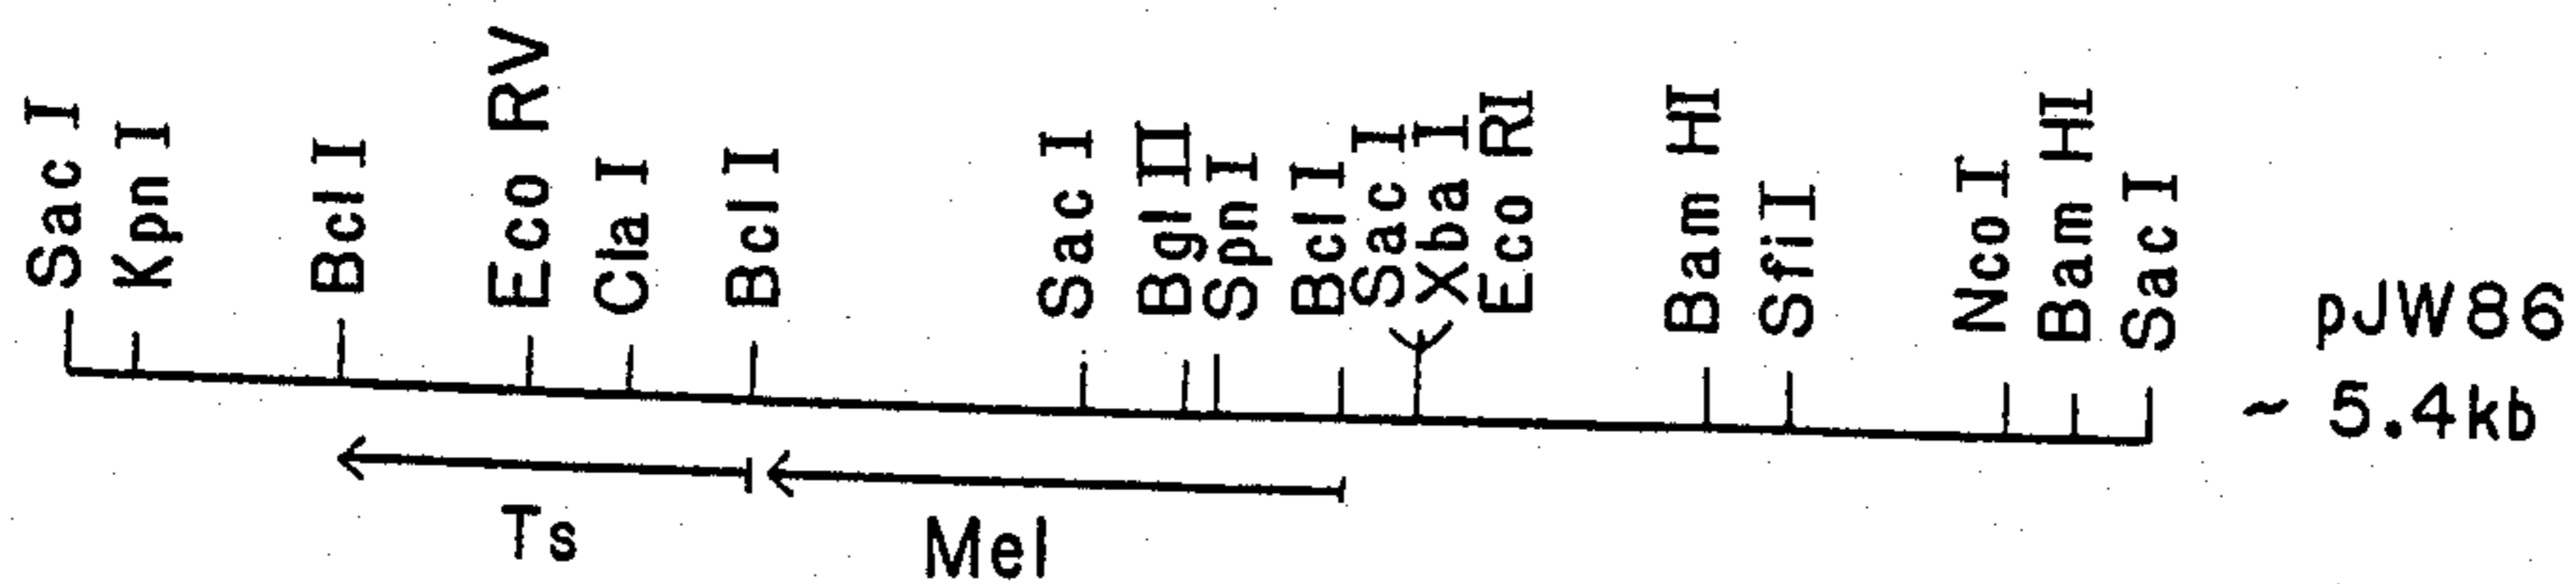 Sac I
Kpn I
Bcl I
Eco RV
Cla I
Bcl I
Sac I
Bgl II
Spn I
Bcl I
Sac I
Xba I
Eco RI
Bam HI
Sfi I
Nco I
Bam HI
Sac I
pJW86
~ 5.4kb
Ts
Mel